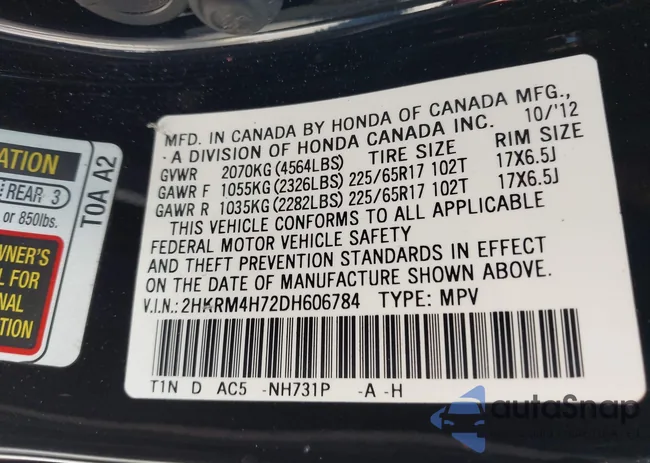 ATION
REAR 3
or 850lbs.
TOA A2
WNER'S
L FOR
NAL
TION
MFD. IN CANADA BY HONDA OF CANADA MFG.,
- A DIVISION OF HONDA CANADA INC. 10/'12
GVWR 2070KG (4564LBS) TIRE SIZE RIM SIZE
GAWR F 1055KG (2326LBS) 225/65R17 102T 17X6.5J
GAWR R 1035KG (2282LBS) 225/65R17 102T 17X6.5J
THIS VEHICLE CONFORMS TO ALL APPLICABLE
FEDERAL MOTOR VEHICLE SAFETY
AND THEFT PREVENTION STANDARDS IN EFFECT
ON THE DATE OF MANUFACTURE SHOWN ABOVE.
V.I.N.: 2HKRM4H72DH606784 TYPE: MPV
T1N D AC5 -NH731P -A -H
autoSnap